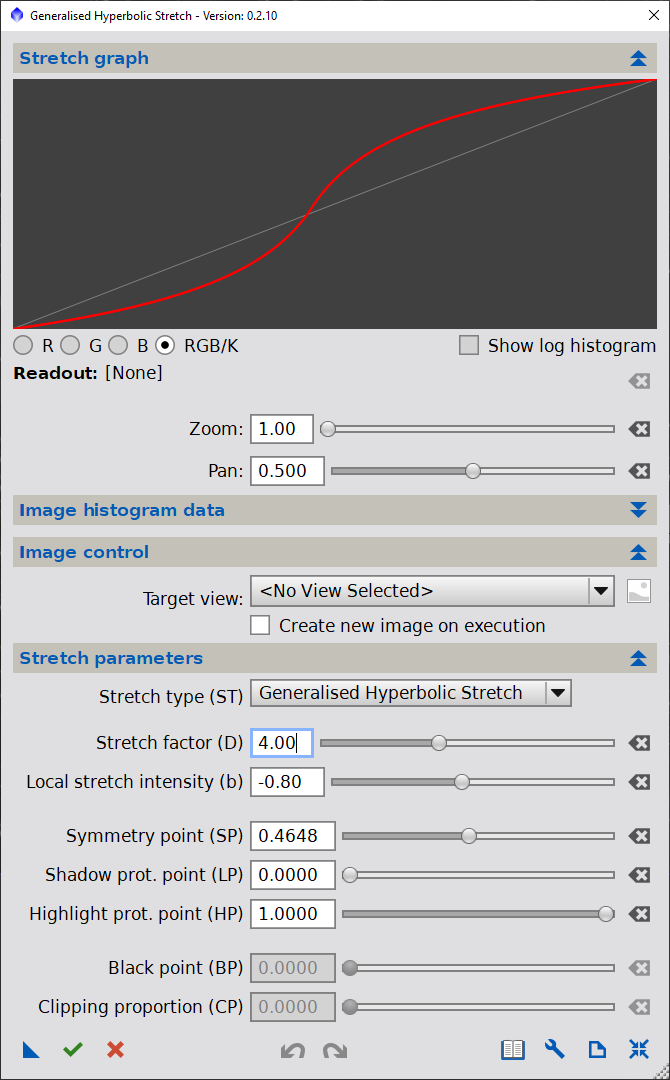 Generalised Hyperbolic Stretch - Version: 0.2.10
Stretch graph
R G B RGB/K Show log histogram
Readout: [None]
Zoom: 1.00
Pan: 0.500
Image histogram data
Image control
Target view: <No View Selected>
Create new image on execution
Stretch parameters
Stretch type (ST) Generalised Hyperbolic Stretch
Stretch factor (D) 4.00
Local stretch intensity (b) -0.80
Symmetry point (SP) 0.4648
Shadow prot. point (LP) 0.0000
Highlight prot. point (HP) 1.0000
Black point (BP) 0.0000
Clipping proportion (CP) 0.0000